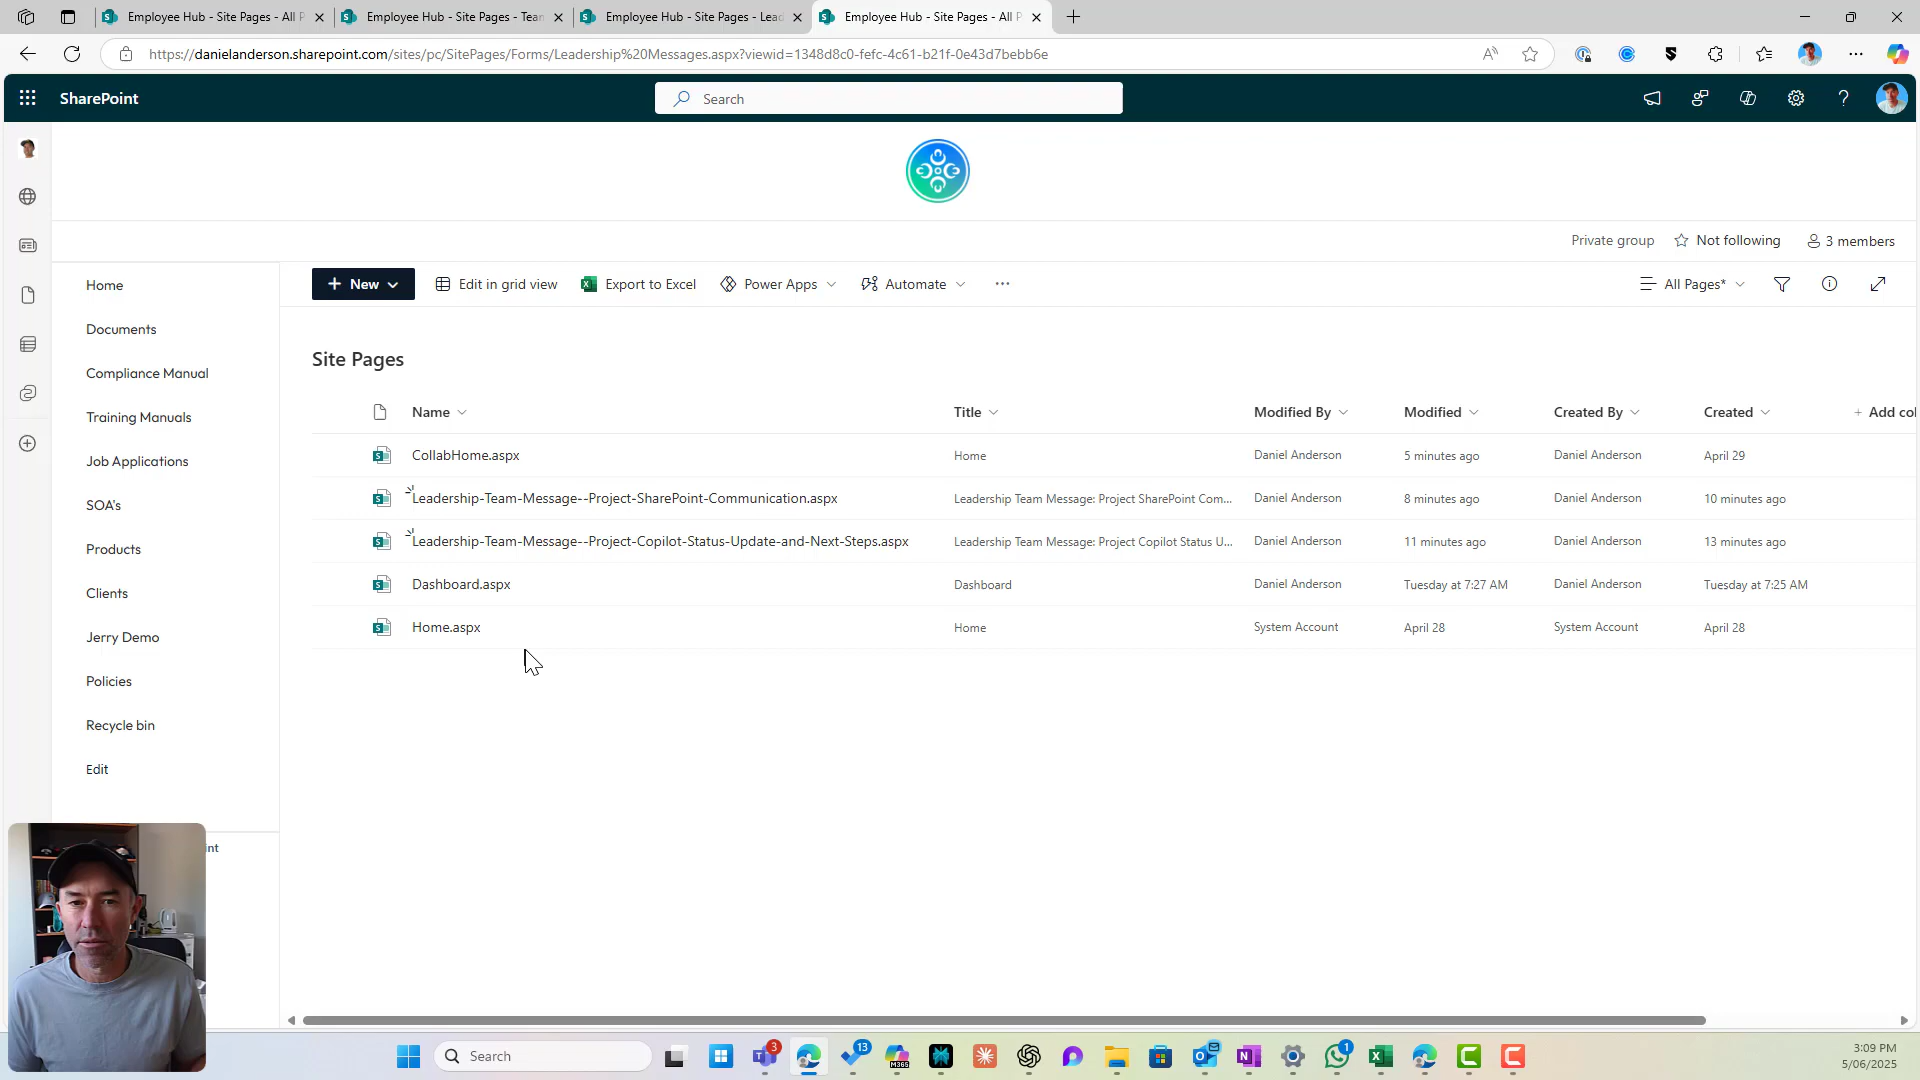 Employee Hub - Site Pages - All P
Employee Hub - Site Pages - Tean
Employee Hub - Site Pages - Lead
Employee Hub - Site Pages - All P
https://danielanderson.sharepoint.com/sites/pc/SitePages/Forms/Leadership%20Messages.aspx?viewid=1348d8c0-fefc-4c61-b21f-0e43d7bebb6e
SharePoint
Search
Private group
Not following
3 members
Home
Documents
Compliance Manual
Training Manuals
Job Applications
SOA's
Products
Clients
Jerry Demo
Policies
Recycle bin
Edit
int
New
Edit in grid view
Export to Excel
Power Apps
Automate
All Pages*
Site Pages
Name Title Modified By Modified Created By Created + Add col
CollabHome.aspx Home Daniel Anderson 5 minutes ago Daniel Anderson April 29
Leadership-Team-Message--Project-SharePoint-Communication.aspx Leadership Team Message: Project SharePoint Com... Daniel Anderson 8 minutes ago Daniel Anderson 10 minutes ago
Leadership-Team-Message--Project-Copilot-Status-Update-and-Next-Steps.aspx Leadership Team Message: Project Copilot Status U... Daniel Anderson 11 minutes ago Daniel Anderson 13 minutes ago
Dashboard.aspx Dashboard Daniel Anderson Tuesday at 7:27 AM Daniel Anderson Tuesday at 7:25 AM
Home.aspx Home System Account April 28 System Account April 28
Search
3
13
M365
1
3:09 PM
5/06/2025